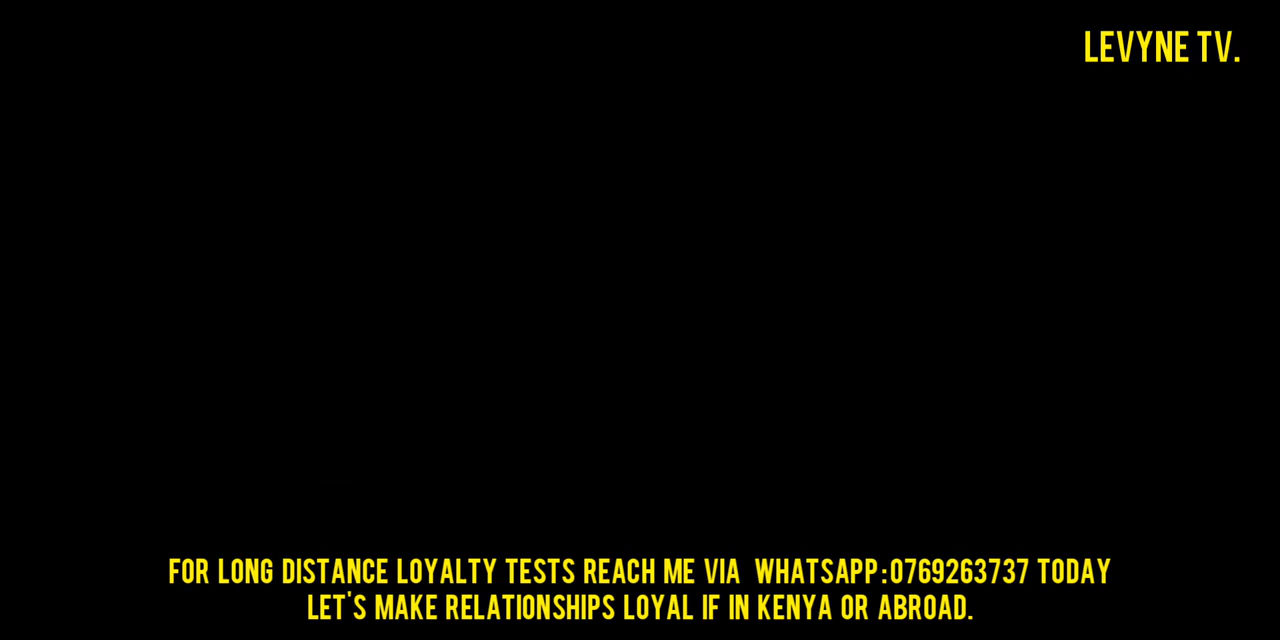 LEVYNE TV.
FOR LONG DISTANCE LOYALTY TESTS REACH ME VIA WHATSAPP:0769263737 TODAY
LET'S MAKE RELATIONSHIPS LOYAL IF IN KENYA OR ABROAD.